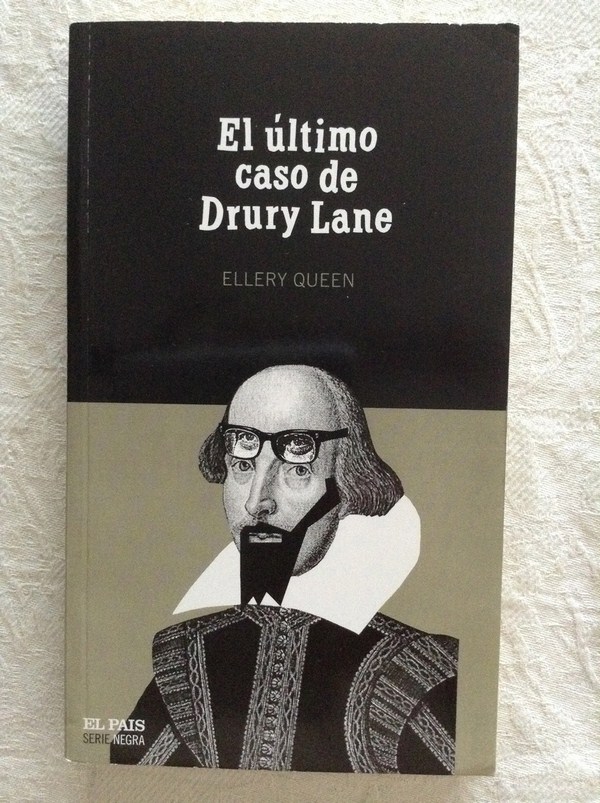 El último
caso de
Drury Lane
ELLERY QUEEN
EL PAIS
SERIE NEGRA